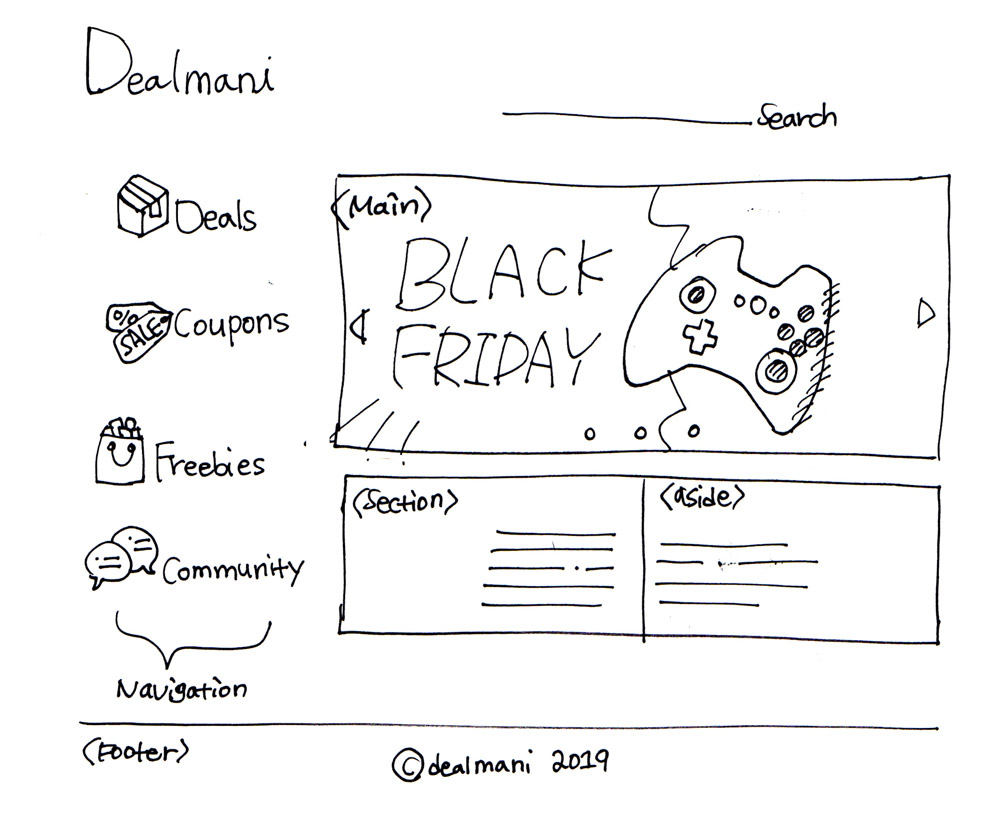 Dealmani
Search
Deals
% SALE Coupons
Freebies
Community
Navigation
<Main>
BLACK
FRIDAY
<Section>
<aside>
<Footer>
©dealmani 2019